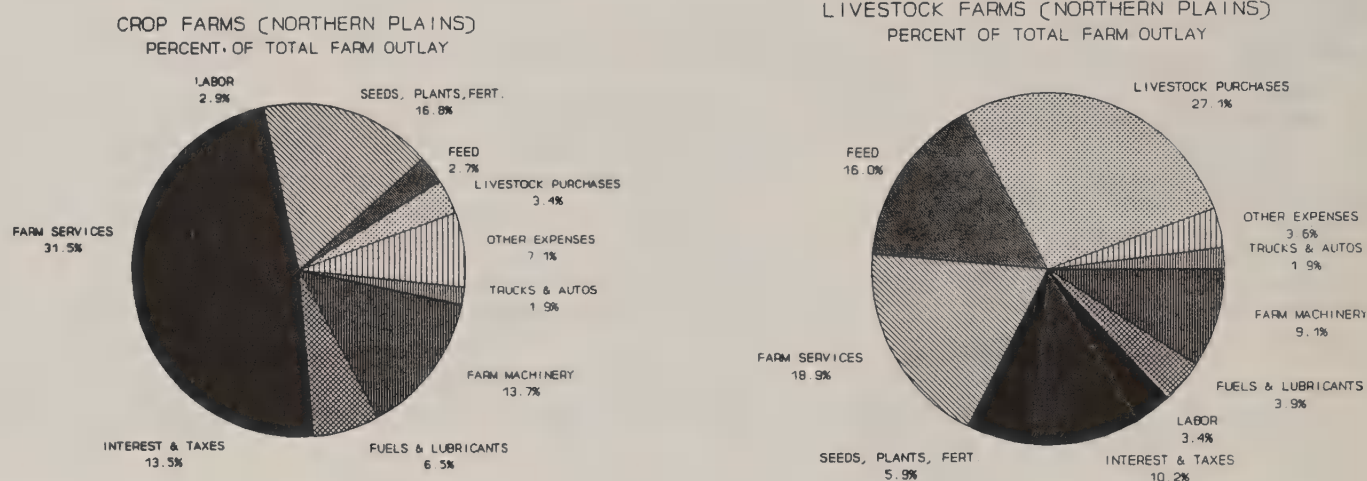 CROP FARMS (NORTHERN PLAINS)
PERCENT OF TOTAL FARM OUTLAY
LABOR
2.9%
SEEDS, PLANTS, FERT.
16.8%
FEED
2.7%
LIVESTOCK PURCHASES
3.4%
OTHER EXPENSES
7.1%
TRUCKS & AUTOS
1.9%
FARM MACHINERY
13.7%
FUELS & LUBRICANTS
6.5%
INTEREST & TAXES
13.5%
FARM SERVICES
31.5%
LIVESTOCK FARMS (NORTHERN PLAINS)
PERCENT OF TOTAL FARM OUTLAY
LIVESTOCK PURCHASES
27.1%
FEED
16.0%
OTHER EXPENSES
3.6%
TRUCKS & AUTOS
1.9%
FARM MACHINERY
9.1%
FUELS & LUBRICANTS
3.9%
LABOR
3.4%
INTEREST & TAXES
10.2%
SEEDS, PLANTS, FERT
5.9%
FARM SERVICES
18.9%